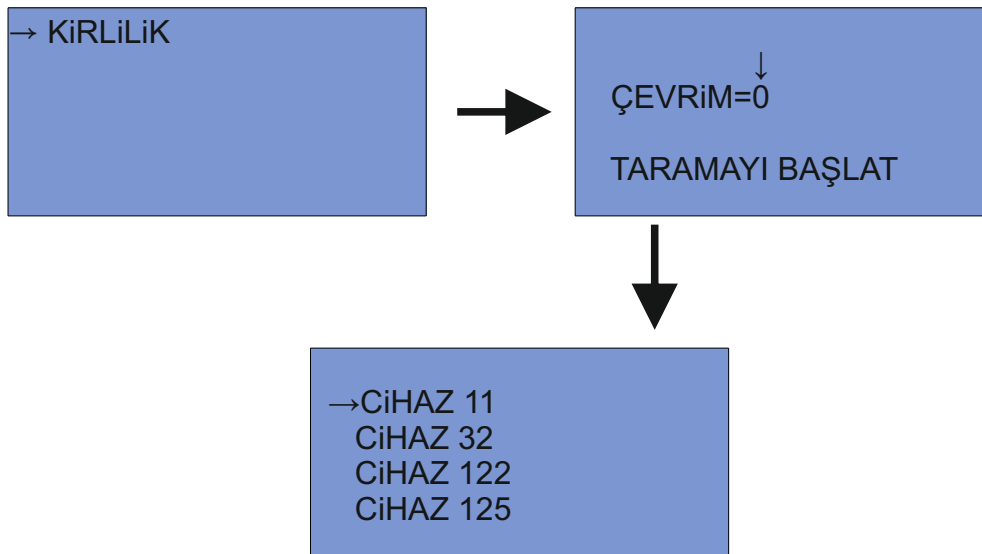 → KiRLiLiK
↓
ÇEVRiM=0
TARAMAYI BAŞLAT
→CiHAZ 11
CiHAZ 32
CiHAZ 122
CiHAZ 125